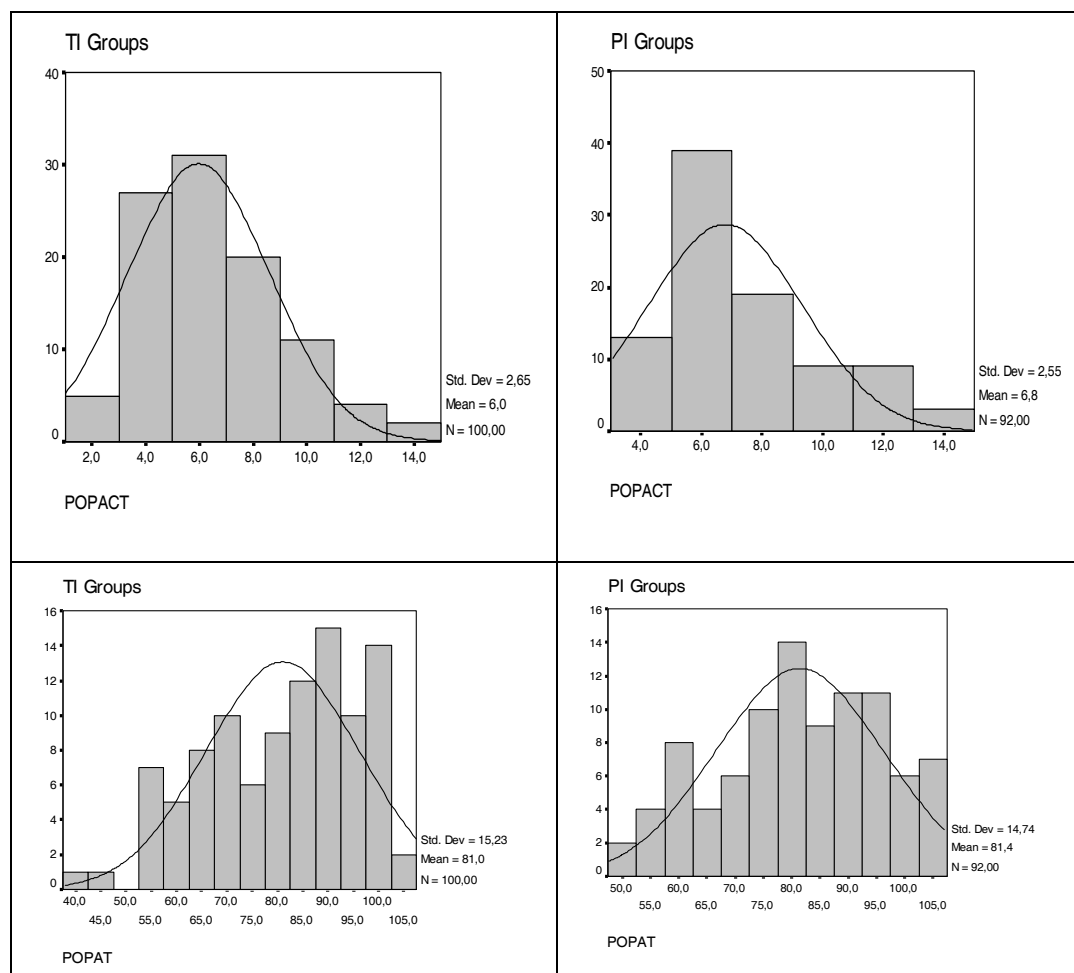 TI Groups
40
30
20
10
0
2,0 4,0 6,0 8,0 10,0 12,0 14,0
Std. Dev = 2,65
Mean = 6,0
N = 100,00
POPACT
PI Groups
50
40
30
20
10
0
4,0 6,0 8,0 10,0 12,0 14,0
Std. Dev = 2,55
Mean = 6,8
N = 92,00
POPACT
TI Groups
16
14
12
10
8
6
4
2
0
40,0 50,0 60,0 70,0 80,0 90,0 100,0
45,0 55,0 65,0 75,0 85,0 95,0 105,0
Std. Dev = 15,23
Mean = 81,0
N = 100,00
POPAT
PI Groups
16
14
12
10
8
6
4
2
0
50,0 60,0 70,0 80,0 90,0 100,0
55,0 65,0 75,0 85,0 95,0 105,0
Std. Dev = 14,74
Mean = 81,4
N = 92,00
POPAT